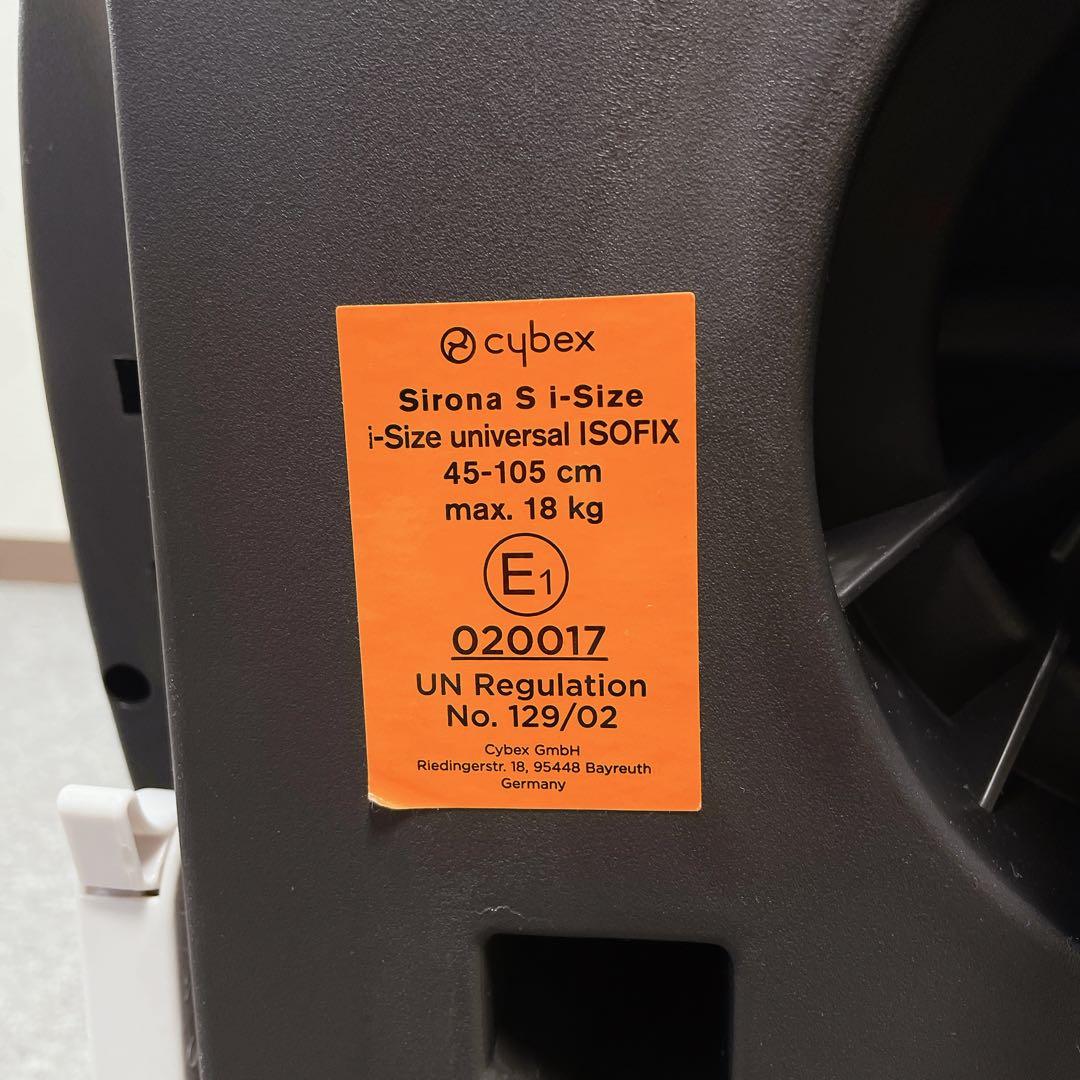 cybex
Sirona S i-Size
i-Size universal ISOFIX
45-105 cm
max. 18 kg
E1
020017
UN Regulation
No. 129/02
Cybex GmbH
Riedingerstr. 18, 95448 Bayreuth
Germany